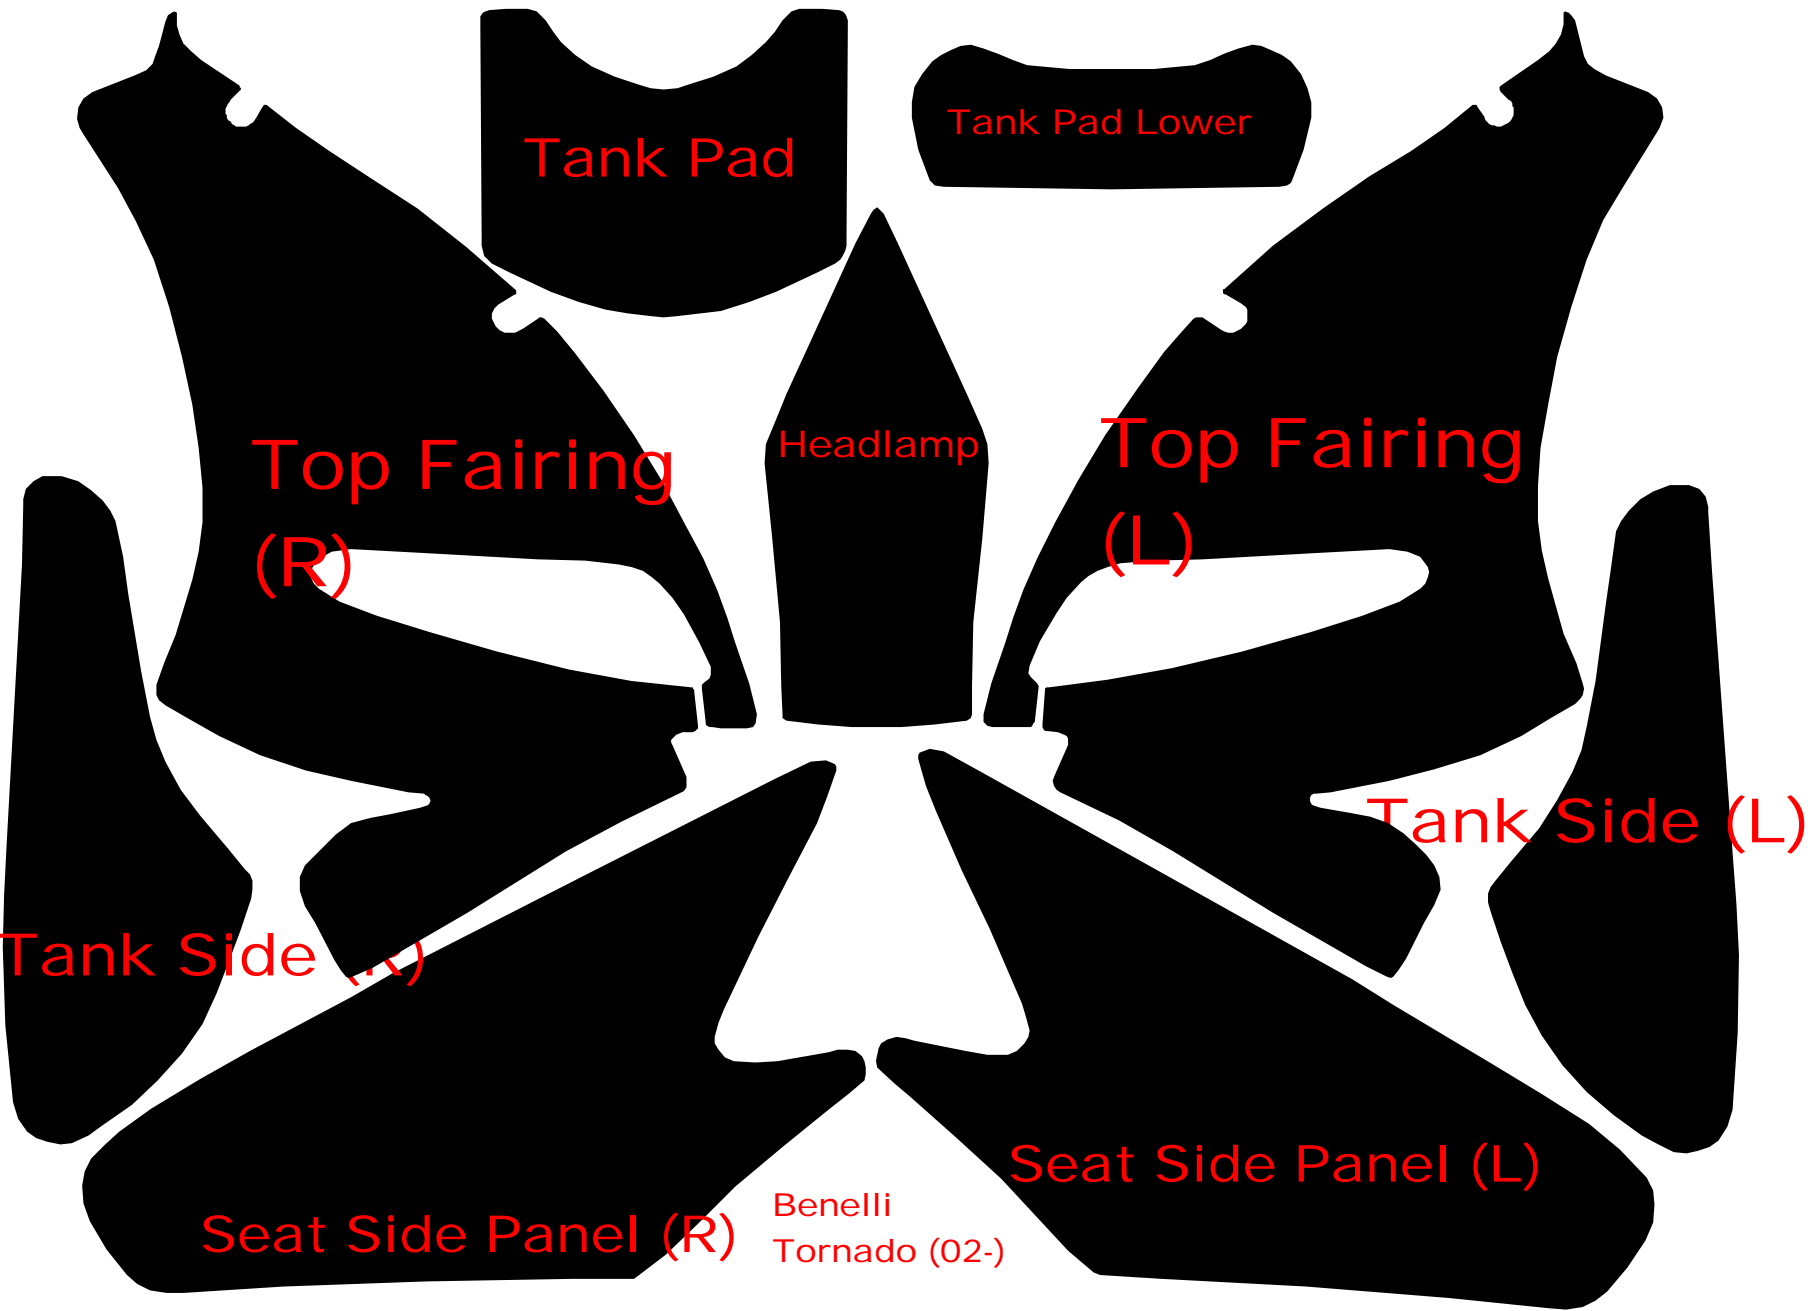 Tank Pad
Tank Pad Lower
Top Fairing
(R)
Headlamp
Top Fairing
(L)
Tank Side (L)
Tank Side (R)
Seat Side Panel (L)
Seat Side Panel (R)
Benelli
Tornado (02-)